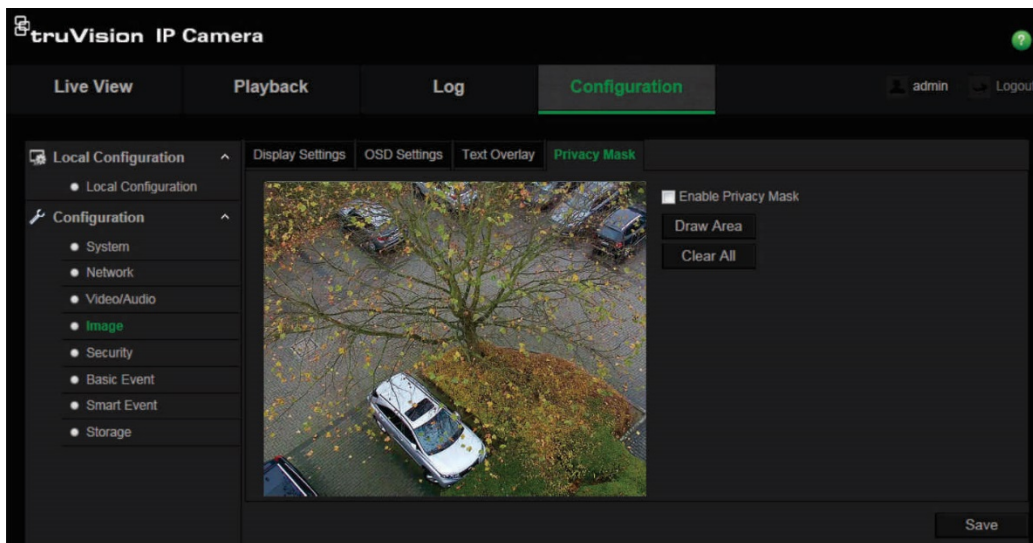 truVision IP Camera
?
Live View
Playback
Log
Configuration
admin
Logout
Local Configuration
Local Configuration
Configuration
System
Network
Video/Audio
Image
Security
Basic Event
Smart Event
Storage
Display Settings
OSD Settings
Text Overlay
Privacy Mask
Enable Privacy Mask
Draw Area
Clear All
Save